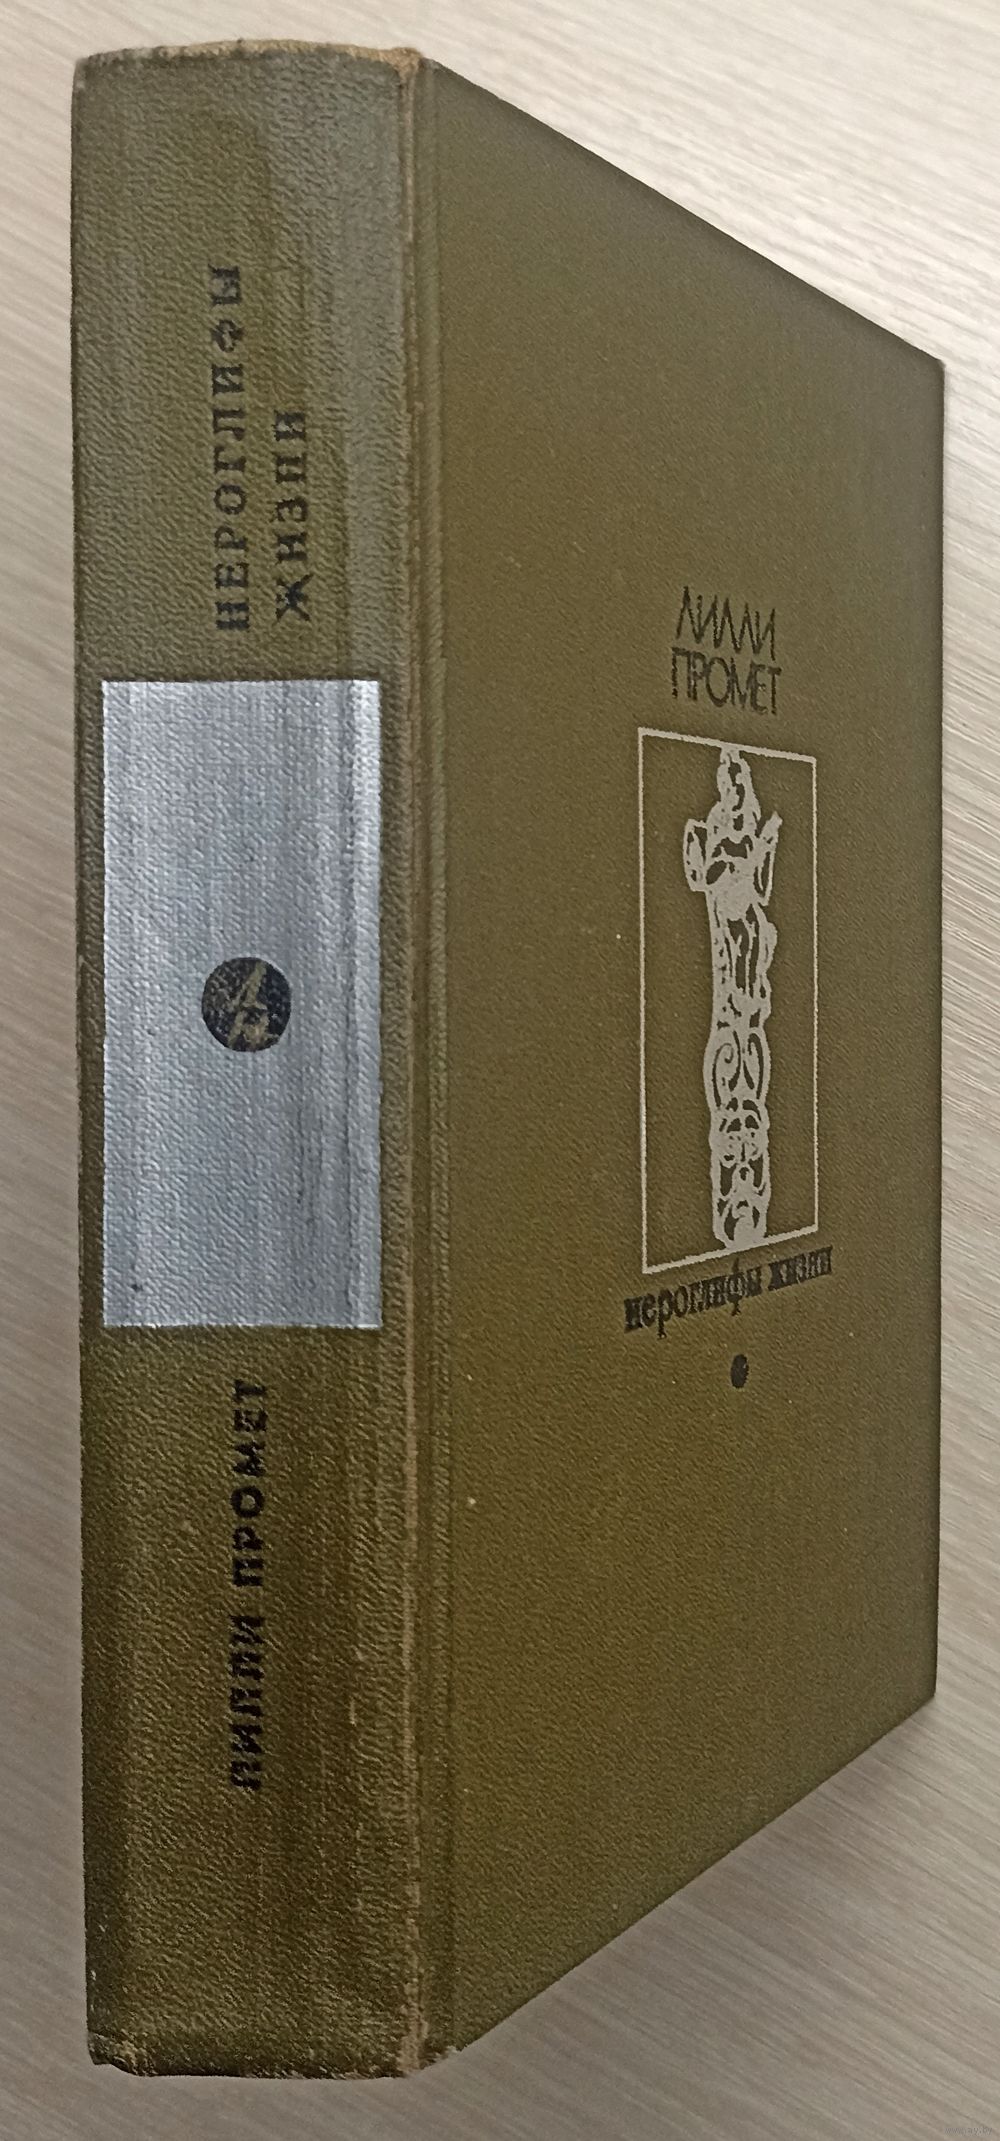 ИЕРОГЛИФЫ
ЖИЗНИ
ЛИЛЛИ ПРОМЕТ
ЛИЛЛИ
ПРОМЕТ
иероглифы жизни